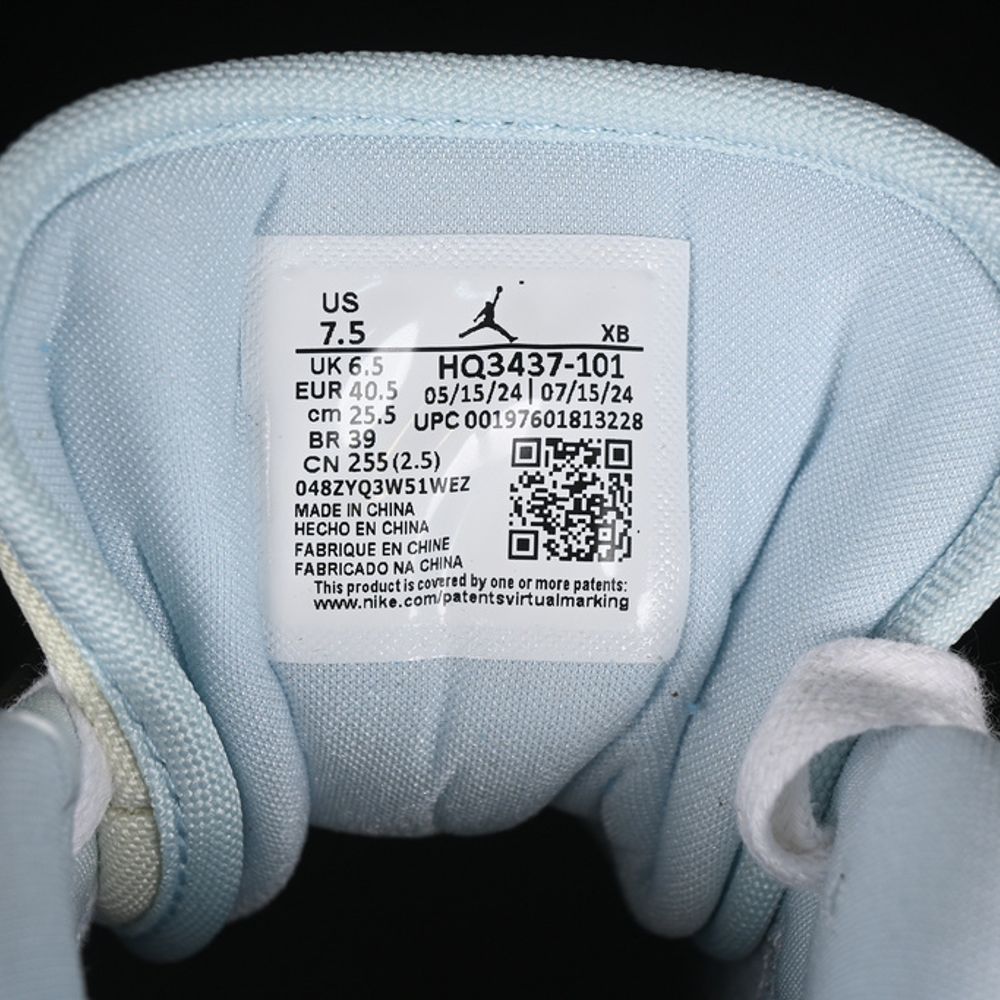 US
7.5 XB
UK 6.5 HQ3437-101
EUR 40.5 05/15/24 | 07/15/24
cm 25.5 UPC 00197601813228
BR 39
CN 255(2.5)
048ZYQ3W51WEZ
MADE IN CHINA
HECHO EN CHINA
FABRIQUE EN CHINE
FABRICADO NA CHINA
This product is covered by one or more patents:
www.nike.com/patentsvirtualmarking